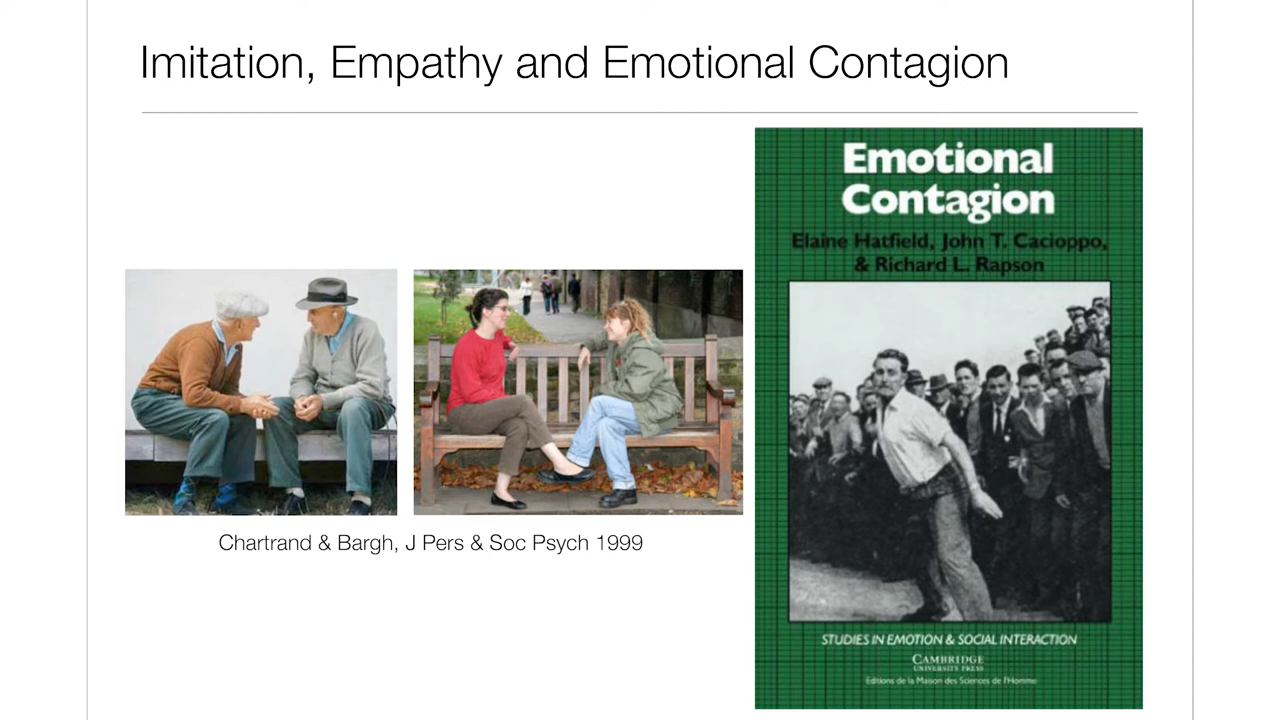 Imitation, Empathy and Emotional Contagion
Chartrand & Bargh, J Pers & Soc Psych 1999
Emotional
Contagion
Elaine Hatfield, John T. Cacioppo,
& Richard L. Rapson
STUDIES IN EMOTION & SOCIAL INTERACTION
CAMBRIDGE
UNIVERSITY PRESS
Editions de la Maison des Sciences de l'Homme